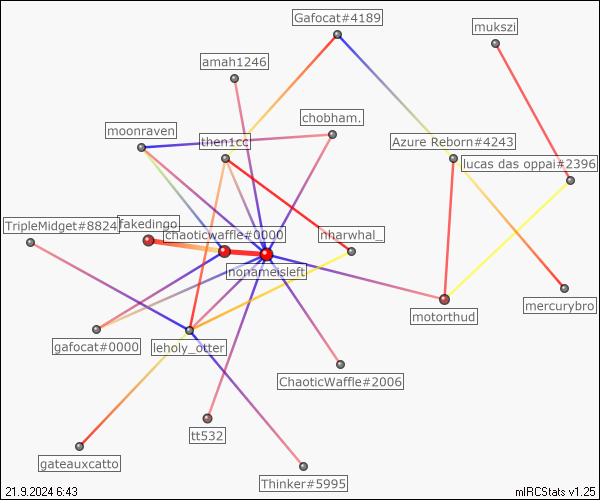 Gafocat#4189
mukszi
amah1246
chobham.
moonraven
then1cc
Azure Reborn#4243
lucas das oppai#2396
TripleMidget#8824
fakedingo
chaoticwaffle#0000
nharwhal_
nonameisleft
mercurybro
motorthud
gafocat#0000
leholy_otter
ChaoticWaffle#2006
tt532
gateauxcatto
Thinker#5995
21.9.2024 6:43
mIRCStats v1.25